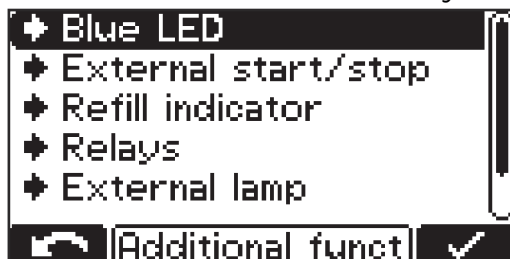 Blue LED
External start/stop
Refill indicator
Relays
External lamp
Additional funct